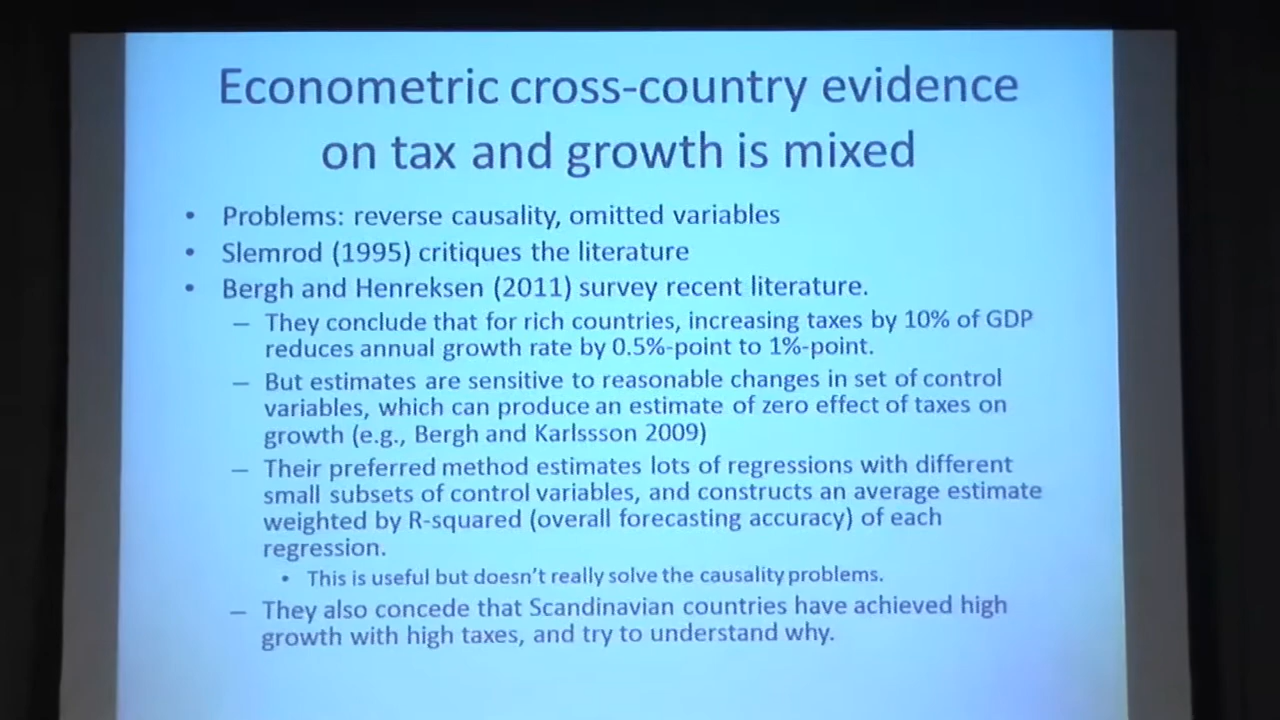 Econometric cross-country evidence
on tax and growth is mixed
• Problems: reverse causality, omitted variables
• Slemrod (1995) critiques the literature
• Bergh and Henreksen (2011) survey recent literature.
– They conclude that for rich countries, increasing taxes by 10% of GDP
reduces annual growth rate by 0.5%-point to 1%-point.
– But estimates are sensitive to reasonable changes in set of control
variables, which can produce an estimate of zero effect of taxes on
growth (e.g., Bergh and Karlssson 2009)
– Their preferred method estimates lots of regressions with different
small subsets of control variables, and constructs an average estimate
weighted by R-squared (overall forecasting accuracy) of each
regression.
• This is useful but doesn't really solve the causality problems.
– They also concede that Scandinavian countries have achieved high
growth with high taxes, and try to understand why.